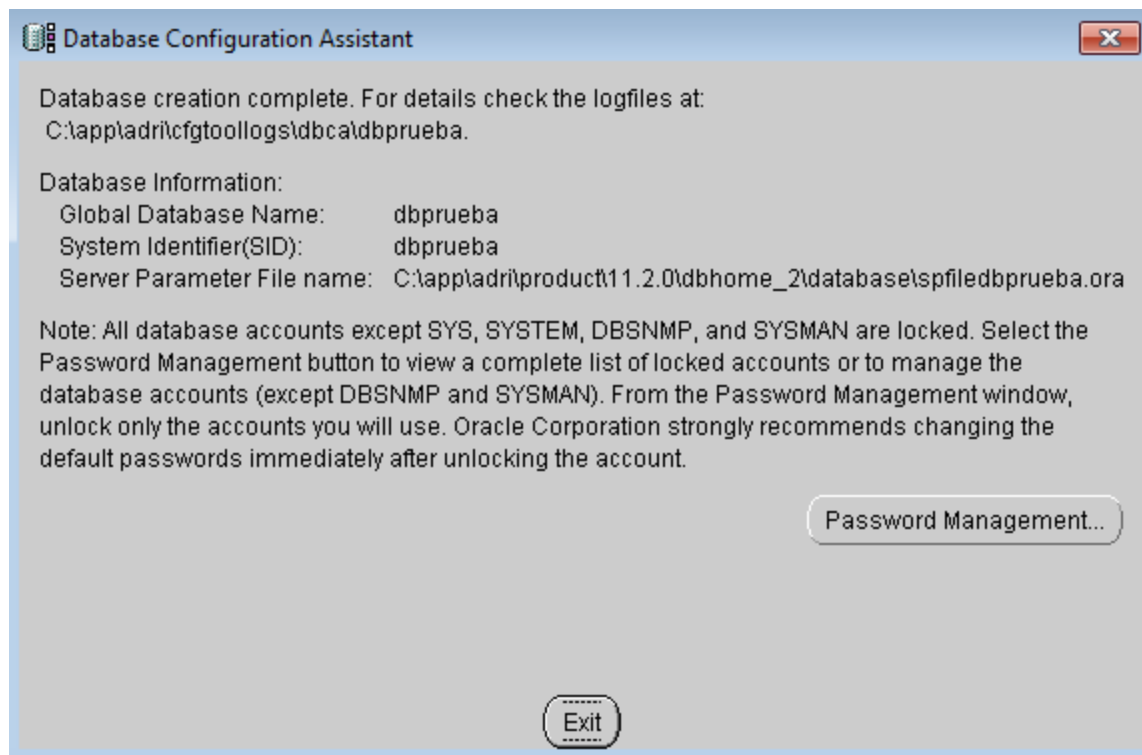 Database Configuration Assistant
Database creation complete. For details check the logfiles at:
C:\app\adri\cfgtoollogs\dbca\dbprueba.
Database Information:
Global Database Name: dbprueba
System Identifier(SID): dbprueba
Server Parameter File name: C:\app\adri\product\11.2.0\dbhome_2\database\spfiledbprueba.ora
Note: All database accounts except SYS, SYSTEM, DBSNMP, and SYSMAN are locked. Select the
Password Management button to view a complete list of locked accounts or to manage the
database accounts (except DBSNMP and SYSMAN). From the Password Management window,
unlock only the accounts you will use. Oracle Corporation strongly recommends changing the
default passwords immediately after unlocking the account.
Password Management...
Exit